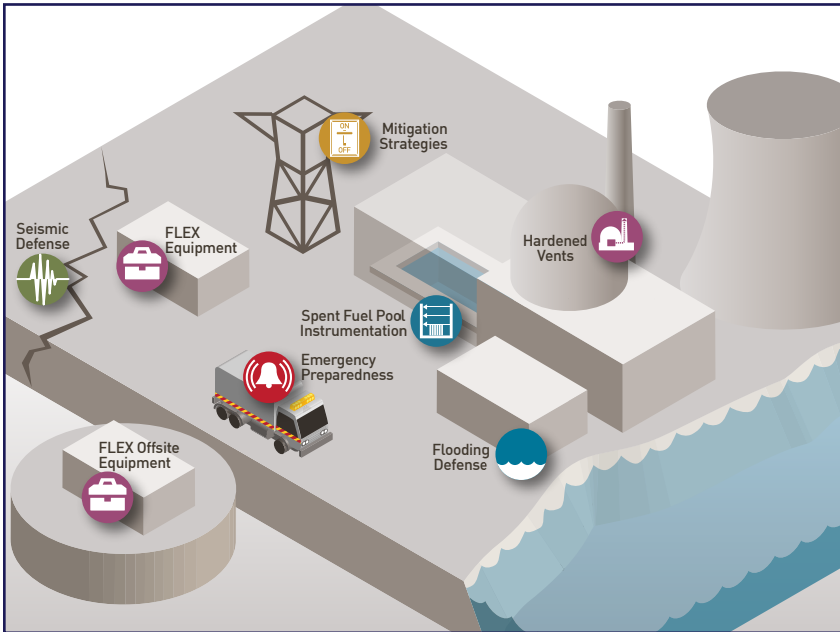 Mitigation
Strategies
ON
OFF
Seismic
Defense
FLEX
Equipment
Hardened
Vents
Spent Fuel Pool
Instrumentation
Emergency
Preparedness
FLEX Offsite
Equipment
Flooding
Defense